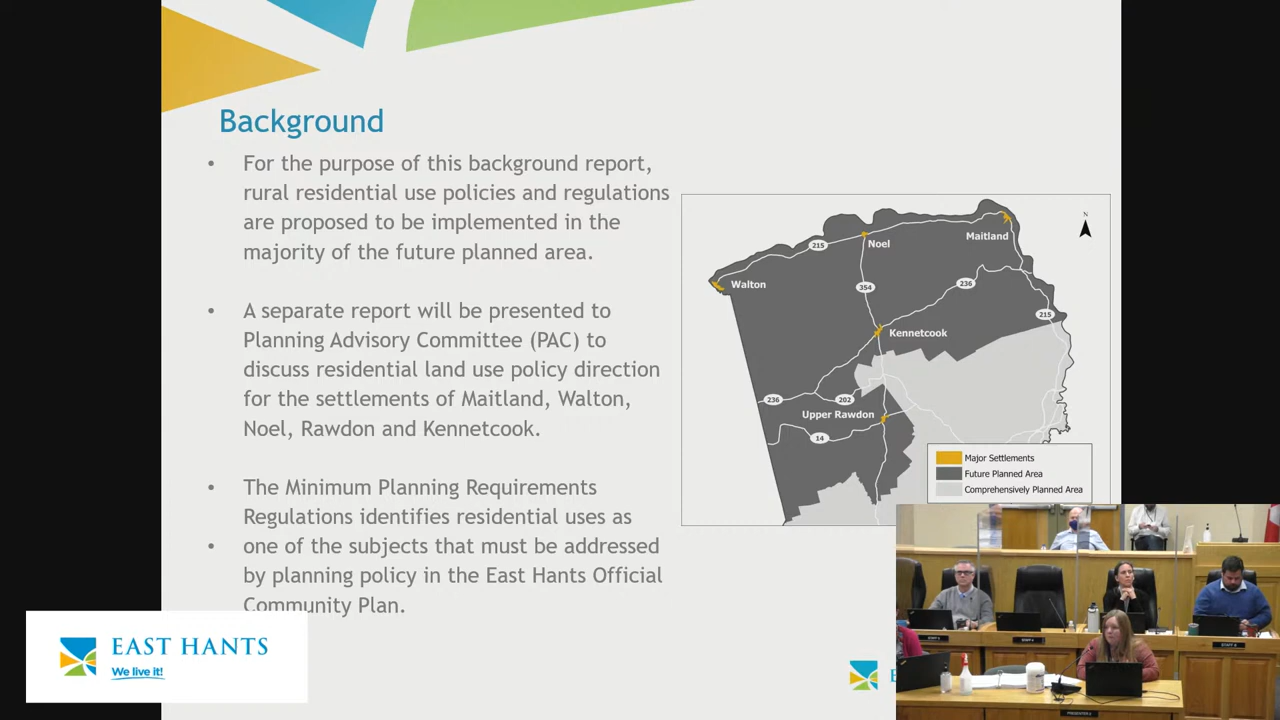 Background
• For the purpose of this background report,
rural residential use policies and regulations
are proposed to be implemented in the
majority of the future planned area.
• A separate report will be presented to
Planning Advisory Committee (PAC) to
discuss residential land use policy direction
for the settlements of Maitland, Walton,
Noel, Rawdon and Kennetcook.
• The Minimum Planning Requirements
Regulations identifies residential uses as
• one of the subjects that must be addressed
by planning policy in the East Hants Official
Community Plan.
N
Maitland
215
Noel
Walton
354
236
215
Kennetcook
236
202
Upper Rawdon
14
Major Settlements
Future Planned Area
Comprehensively Planned Area
EAST HANTS
We live it!
E